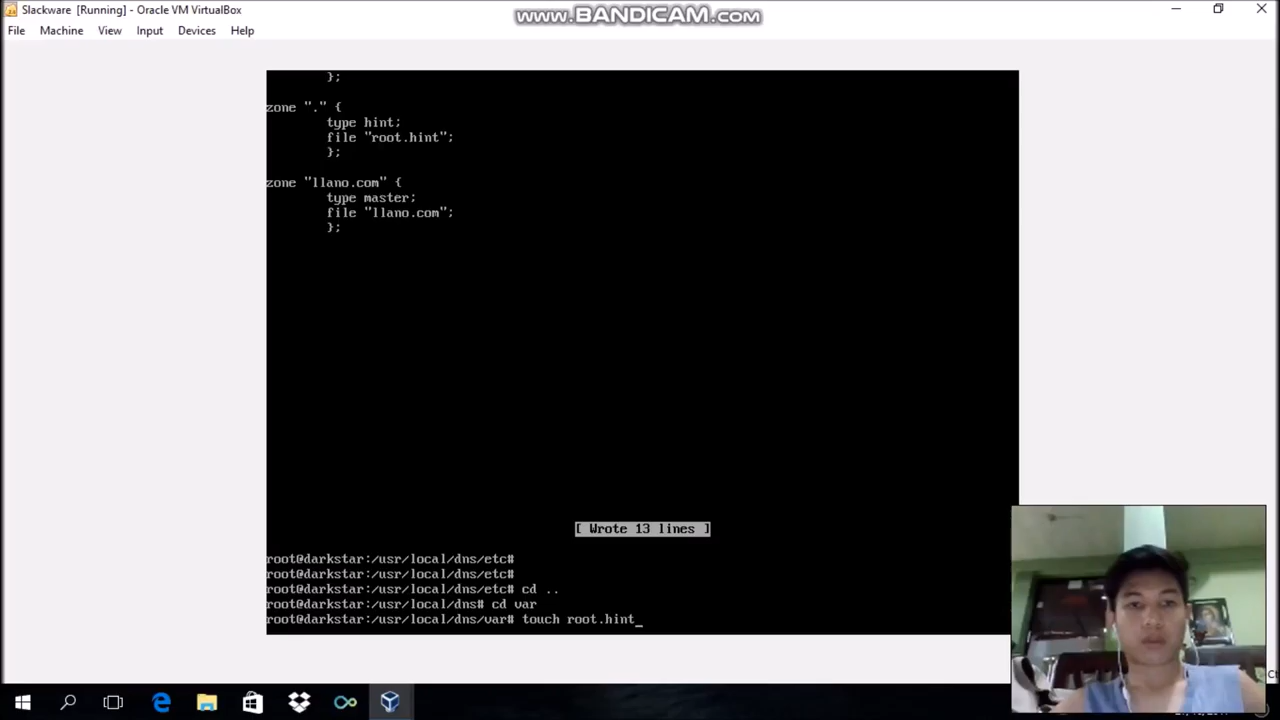 Slackware [Running] - Oracle VM VirtualBox
WWW.BANDICAM.COM
File Machine View Input Devices Help
};
zone "." {
type hint;
file "root.hint";
};
zone "llano.com" {
type master;
file "llano.com";
};
[ Wrote 13 lines ]
root@darkstar:/usr/local/dns/etc#
root@darkstar:/usr/local/dns/etc#
root@darkstar:/usr/local/dns/etc# cd ..
root@darkstar:/usr/local/dns# cd var
root@darkstar:/usr/local/dns/var# touch root.hint_